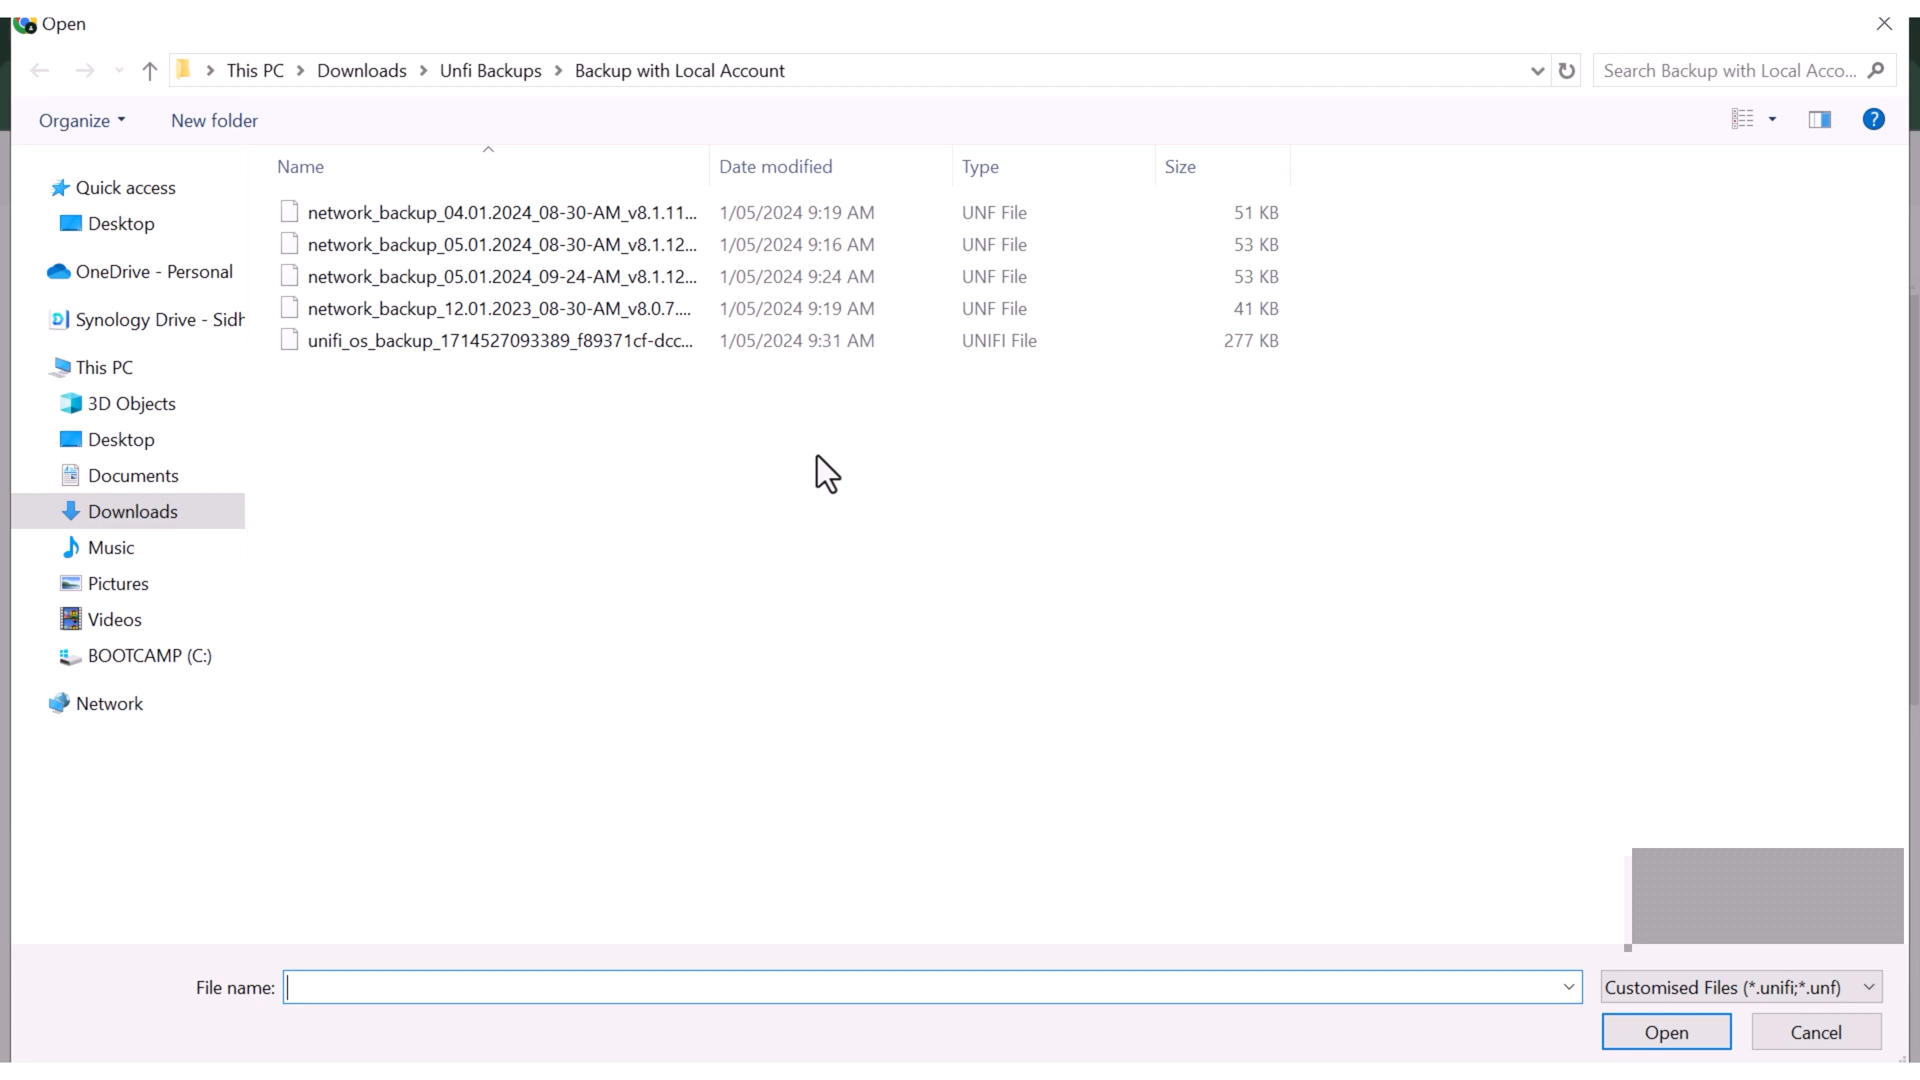 Open
This PC > Downloads > Unfi Backups > Backup with Local Account
Search Backup with Local Acco...
Organize
New folder
?
Name
Date modified
Type
Size
Quick access
Desktop
OneDrive - Personal
Synology Drive - Sidh
This PC
3D Objects
Desktop
Documents
Downloads
Music
Pictures
Videos
BOOTCAMP (C:)
Network
network_backup_04.01.2024_08-30-AM_v8.1.11... 1/05/2024 9:19 AM UNF File 51 KB
network_backup_05.01.2024_08-30-AM_v8.1.12... 1/05/2024 9:16 AM UNF File 53 KB
network_backup_05.01.2024_09-24-AM_v8.1.12... 1/05/2024 9:24 AM UNF File 53 KB
network_backup_12.01.2023_08-30-AM_v8.0.7.... 1/05/2024 9:19 AM UNF File 41 KB
unifi_os_backup_1714527093389_f89371cf-dcc... 1/05/2024 9:31 AM UNIFI File 277 KB
File name:
Customised Files (*.unifi;*.unf)
Open
Cancel